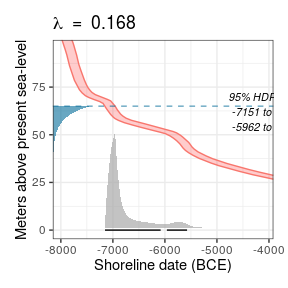 λ = 0.168
Meters above present sea-level
75
50
25
0
95% HDR
-7151 to
-5962 to
-8000 -7000 -6000 -5000 -4000
Shoreline date (BCE)